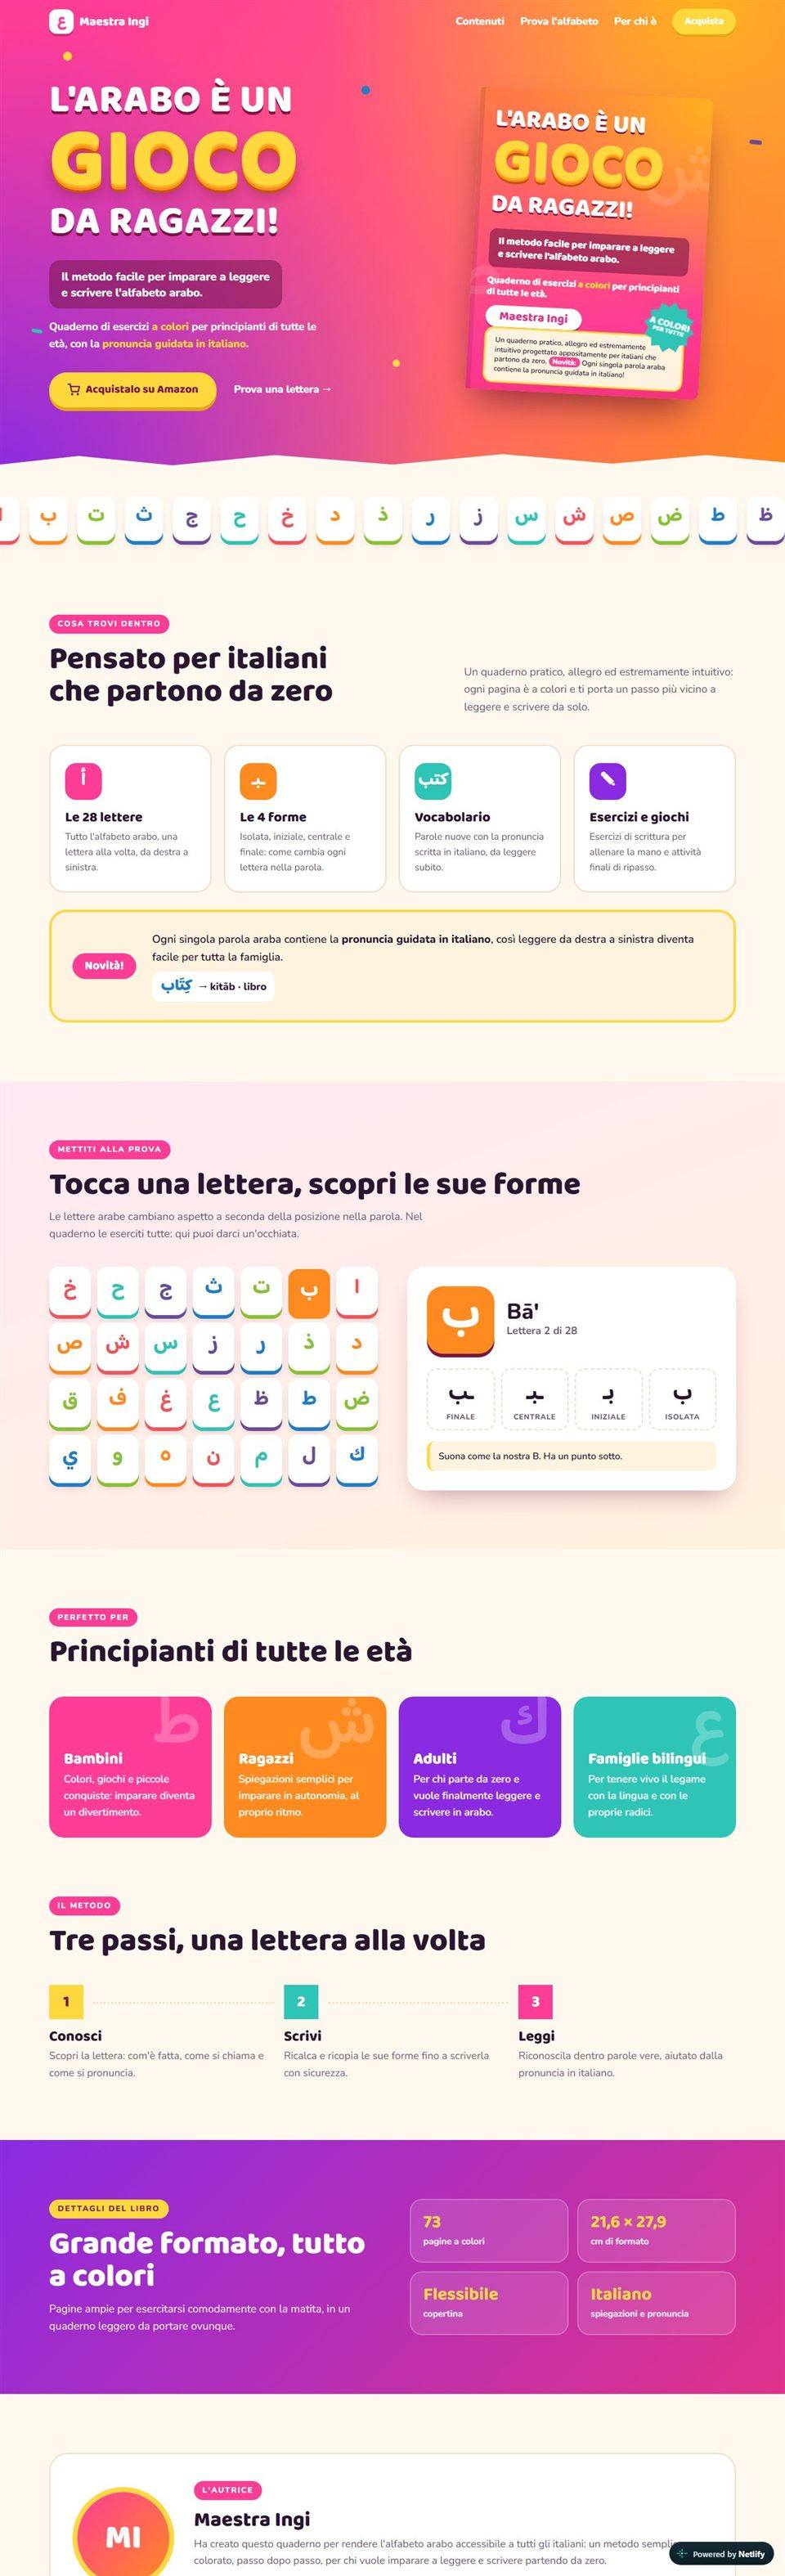 ع Maestra Ingi
Contenuti Prova l'alfabeto Per chi è Acquista
L'ARABO È UN
GIOCO
DA RAGAZZI!
Il metodo facile per imparare a leggere
e scrivere l'alfabeto arabo.
Quaderno di esercizi a colori per principianti di tutte le
età, con la pronuncia guidata in italiano.
Acquistalo su Amazon Prova una lettera →
L'ARABO È UN
GIOCO
ش
DA RAGAZZI!
Il metodo facile per imparare a leggere
e scrivere l'alfabeto arabo.
Quaderno di esercizi a colori per principianti
di tutte le età.
Maestra Ingi
A COLORI
PER TUTTI!
Un quaderno pratico, allegro ed estremamente
intuitivo progettato appositamente per italiani che
partono da zero. Novità: Ogni singola parola araba
contiene la pronuncia guidata in italiano!
ا ب ت ث ج ح خ د ذ ر ز س ش ص ض ط ظ
COSA TROVI DENTRO
Pensato per italiani
che partono da zero
Un quaderno pratico, allegro ed estremamente intuitivo:
ogni pagina è a colori e ti porta un passo più vicino a
leggere e scrivere da solo.
أ
Le 28 lettere
Tutto l'alfabeto arabo, una
lettera alla volta, da destra a
sinistra.
ـبـ
Le 4 forme
Isolata, iniziale, centrale e
finale: come cambia ogni
lettera nella parola.
كتب
Vocabolario
Parole nuove con la pronuncia
scritta in italiano, da leggere
subito.
Esercizi e giochi
Esercizi di scrittura per
allenare la mano e attività
finali di ripasso.
Novità!
Ogni singola parola araba contiene la pronuncia guidata in italiano, così leggere da destra a sinistra diventa
facile per tutta la famiglia.
كِتَاب → kitāb · libro
METTITI ALLA PROVA
Tocca una lettera, scopri le sue forme
Le lettere arabe cambiano aspetto a seconda della posizione nella parola. Nel
quaderno le eserciti tutte: qui puoi darci un'occhiata.
ا ب ت ث ج ح خ
د ذ ر ز س ش ص
ض ط ظ ع غ ف ق
ك ل م ن ه و ي
ب
Bā'
Lettera 2 di 28
ـب ـبـ بـ ب
FINALE CENTRALE INIZIALE ISOLATA
Suona come la nostra B. Ha un punto sotto.
PERFETTO PER
Principianti di tutte le età
ط
Bambini
Colori, giochi e piccole
conquiste: imparare diventa
un divertimento.
ش
Ragazzi
Spiegazioni semplici per
imparare in autonomia, al
proprio ritmo.
ك
Adulti
Per chi parte da zero e
vuole finalmente leggere e
scrivere in arabo.
ع
Famiglie bilingui
Per tenere vivo il legame
con la lingua e con le
proprie radici.
IL METODO
Tre passi, una lettera alla volta
1
Conosci
Scopri la lettera: com'è fatta, come si chiama e
come si pronuncia.
2
Scrivi
Ricalca e ricopia le sue forme fino a scriverla
con sicurezza.
3
Leggi
Riconoscila dentro parole vere, aiutato dalla
pronuncia in italiano.
DETTAGLI DEL LIBRO
Grande formato, tutto
a colori
Pagine ampie per esercitarsi comodamente con la matita, in un
quaderno leggero da portare ovunque.
73
pagine a colori
21,6 × 27,9
cm di formato
Flessibile
copertina
Italiano
spiegazioni e pronuncia
MI
L'AUTRICE
Maestra Ingi
Ha creato questo quaderno per rendere l'alfabeto arabo accessibile a tutti gli italiani: un metodo
colorato, passo dopo passo, per chi vuole imparare a leggere e scrivere partendo da zero.
Powered by Netlify